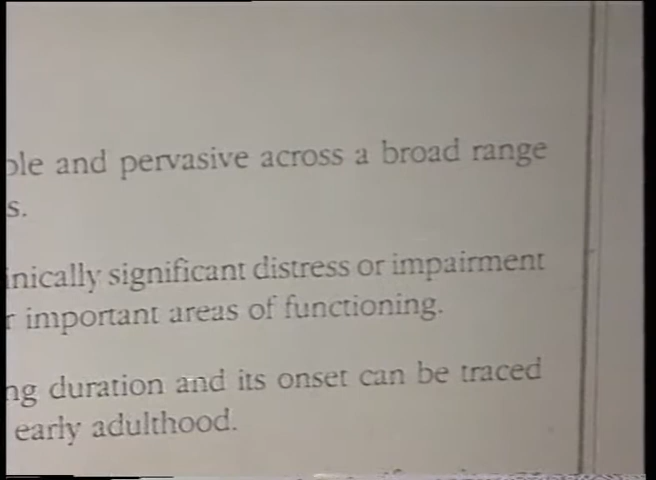 ble and pervasive across a broad range
s.
inically significant distress or impairment
r important areas of functioning.
ng duration and its onset can be traced
early adulthood.